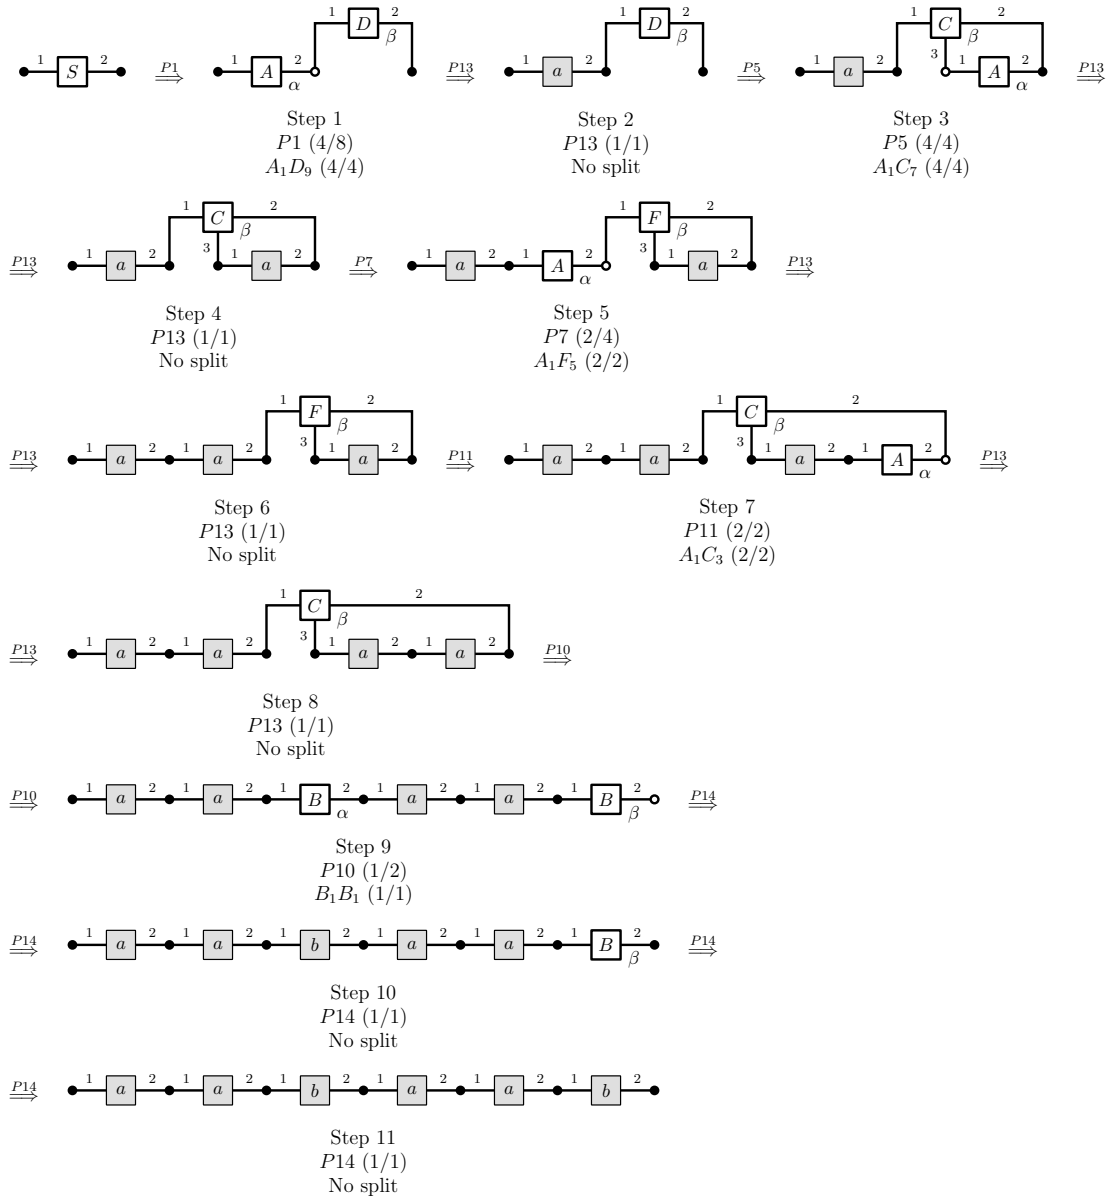 1 S 2 P1 ⟹ 1 A 2 α 1 D 2 β P13 ⟹ 1 a 2 1 D 2 β P5 ⟹ 1 a 2 1 C 2 β 3 1 A 2 α P13 ⟹
Step 1
P1 (4/8)
A₁D₉ (4/4)
Step 2
P13 (1/1)
No split
Step 3
P5 (4/4)
A₁C₇ (4/4)
P13 ⟹ 1 a 2 1 C 2 β 3 1 a 2 P7 ⟹ 1 a 2 1 A 2 α 1 F 2 β 3 1 a 2 P13 ⟹
Step 4
P13 (1/1)
No split
Step 5
P7 (2/4)
A₁F₅ (2/2)
P13 ⟹ 1 a 2 1 a 2 1 F 2 β 3 1 a 2 P11 ⟹ 1 a 2 1 a 2 1 C 2 β 3 1 a 2 1 A 2 α P13 ⟹
Step 6
P13 (1/1)
No split
Step 7
P11 (2/2)
A₁C₃ (2/2)
P13 ⟹ 1 a 2 1 a 2 1 C 2 β 3 1 a 2 1 a 2 P10 ⟹
Step 8
P13 (1/1)
No split
P10 ⟹ 1 a 2 1 a 2 1 B 2 α 1 a 2 1 a 2 1 B 2 β P14 ⟹
Step 9
P10 (1/2)
B₁B₁ (1/1)
P14 ⟹ 1 a 2 1 a 2 1 b 2 1 a 2 1 a 2 1 B 2 β P14 ⟹
Step 10
P14 (1/1)
No split
P14 ⟹ 1 a 2 1 a 2 1 b 2 1 a 2 1 a 2 1 b 2
Step 11
P14 (1/1)
No split